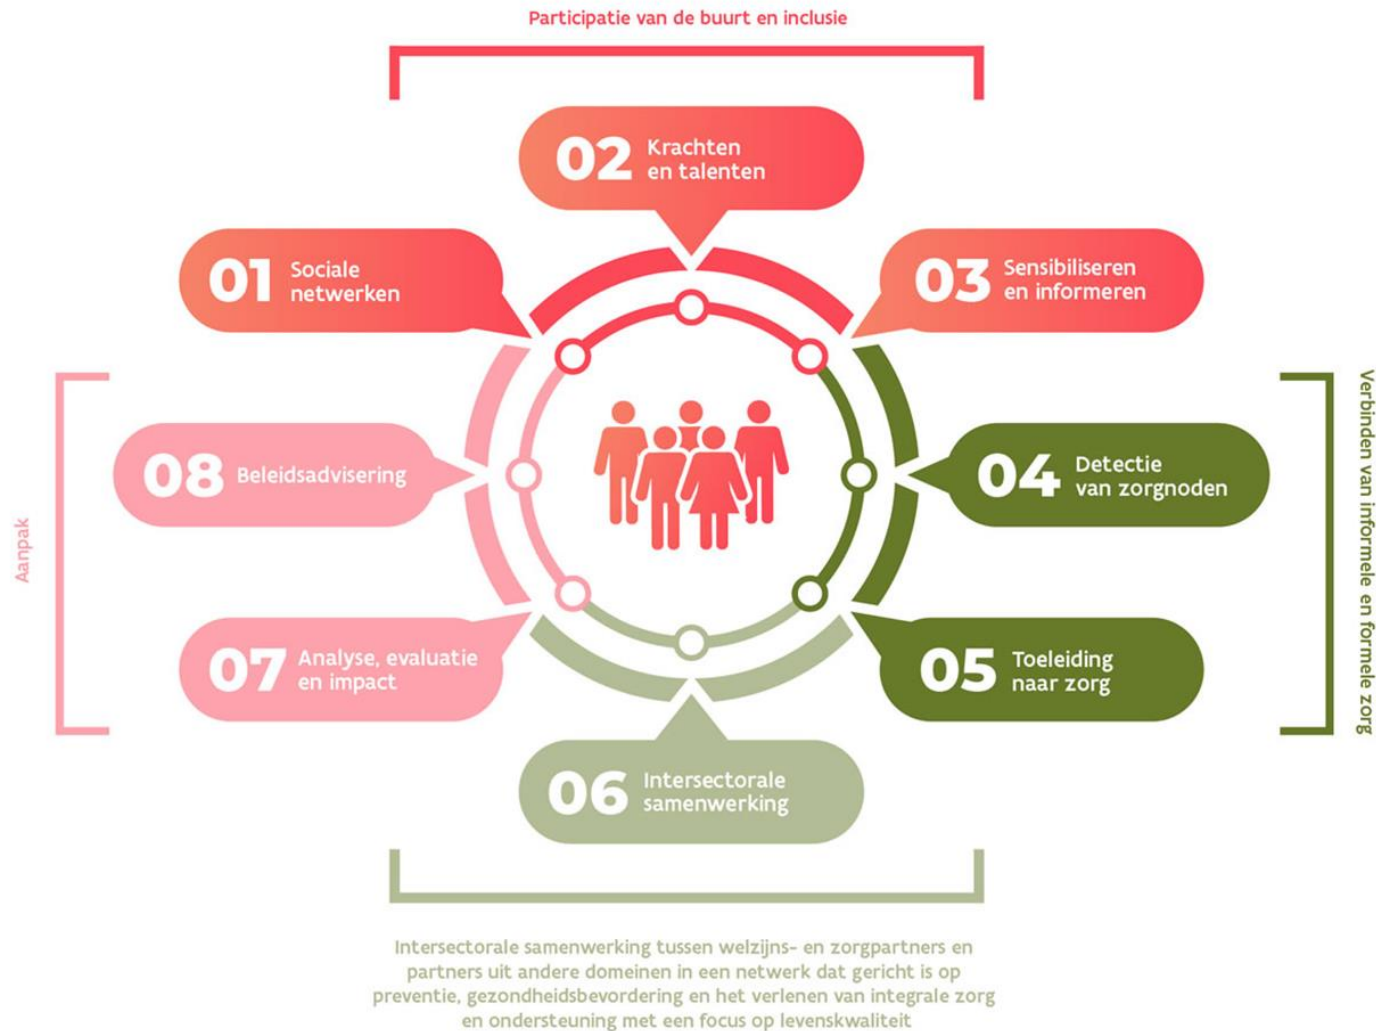 Participatie van de buurt en inclusie
01 Sociale
netwerken
02 Krachten
en talenten
03 Sensibiliseren
en informeren
Verbinden van informele en formele zorg
04 Detectie
van zorgnoden
05 Toeleiding
naar zorg
06 Intersectorale
samenwerking
Intersectorale samenwerking tussen welzijns- en zorgpartners en
partners uit andere domeinen in een netwerk dat gericht is op
preventie, gezondheidsbevordering en het verlenen van integrale zorg
en ondersteuning met een focus op levenskwaliteit
Aanpak
07 Analyse, evaluatie
en impact
08 Beleidsadvisering